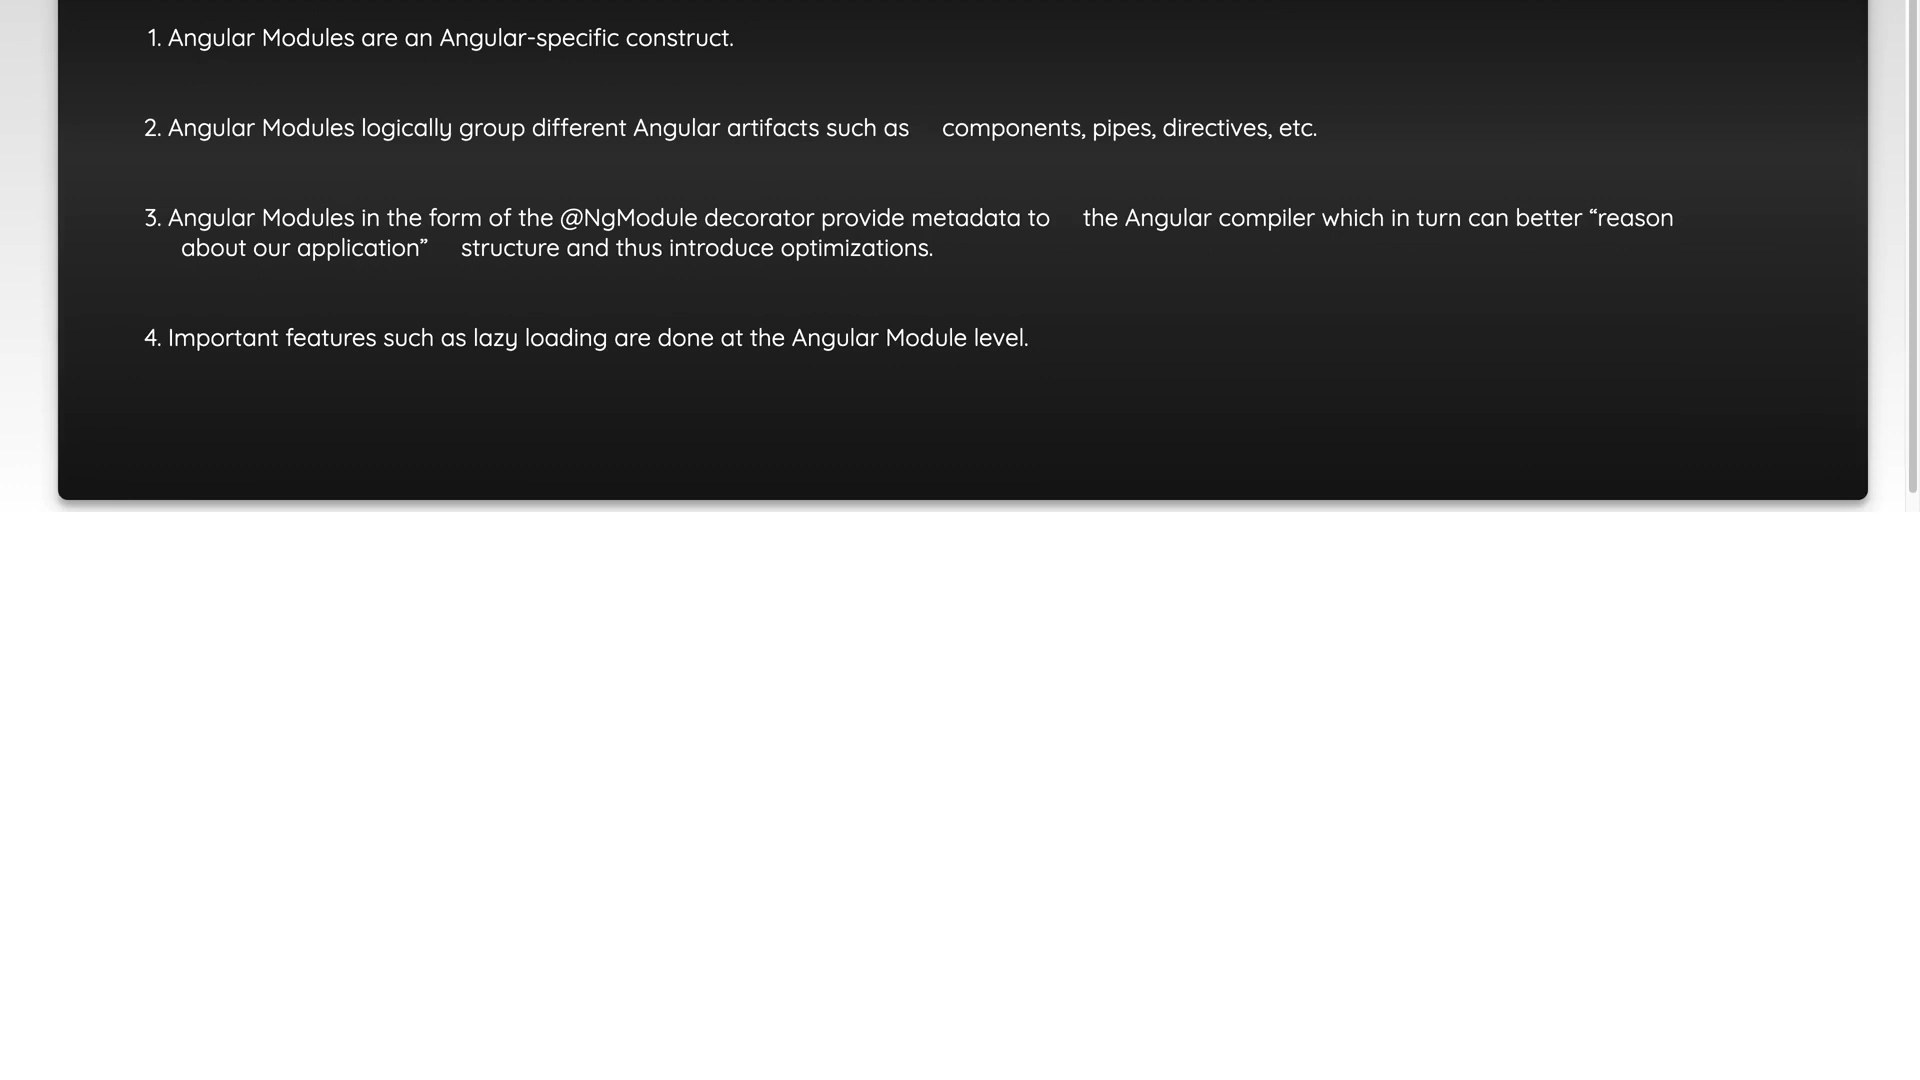 1. Angular Modules are an Angular-specific construct.
2. Angular Modules logically group different Angular artifacts such as components, pipes, directives, etc.
3. Angular Modules in the form of the @NgModule decorator provide metadata to the Angular compiler which in turn can better “reason
about our application” structure and thus introduce optimizations.
4. Important features such as lazy loading are done at the Angular Module level.